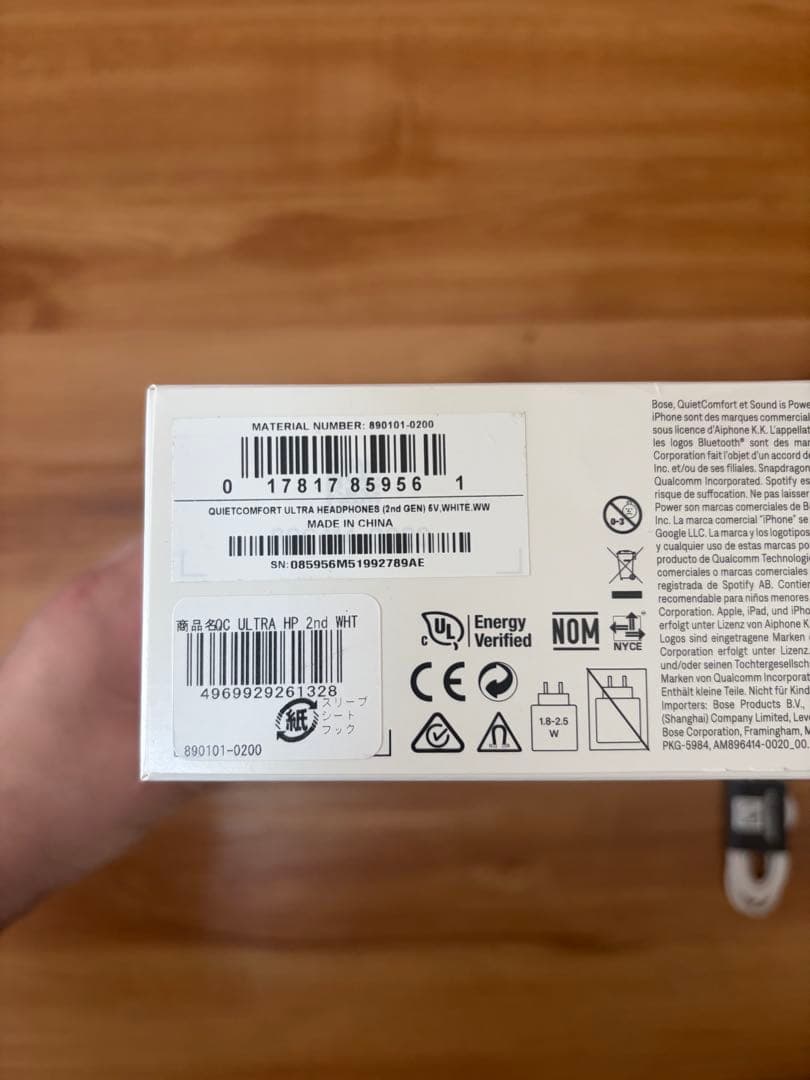 MATERIAL NUMBER: 890101-0200
0 17817 85956 1
QUIETCOMFORT ULTRA HEADPHONES (2nd GEN) 5V,WHITE,WW
MADE IN CHINA
SN:085956M51992789AE
商品名QC ULTRA HP 2nd WHT
4969929261328
紙
スリーブ
シート
フック
890101-0200
0-3
c UL
Energy
Verified
NOM
NYCE
CE
1.8-2.5
W
Bose, QuietComfort et Sound is Powe
iPhone sont des marques commercial
sous licence d'Aiphone K.K. L'appellat
les logos Bluetooth® sont des mar
Corporation fait l'objet d'un accord de
Inc. et/ou de ses filiales. Snapdragon
Qualcomm Incorporated. Spotify es
risque de suffocation. Ne pas laisser
Power son marcas comerciales de B
Inc. La marca comercial "iPhone" se
Google LLC. La marca y los logotipos
y cualquier uso de estas marcas po
producto de Qualcomm Technologi
comerciales o marcas comerciales
registrada de Spotify AB. Contier
recomendable para niños menores
Corporation. Apple, iPad, und iPho
erfolgt unter Lizenz von Aiphone K
Logos sind eingetragene Marken
Corporation erfolgt unter Lizenz.
und/oder seinen Tochtergesellsch
Marken von Qualcomm Incorporat
Enthält kleine Teile. Nicht für Kind
Importers: Bose Products B.V.,
(Shanghai) Company Limited, Lev
Bose Corporation, Framingham, M
PKG-5984, AM896414-0020_00.